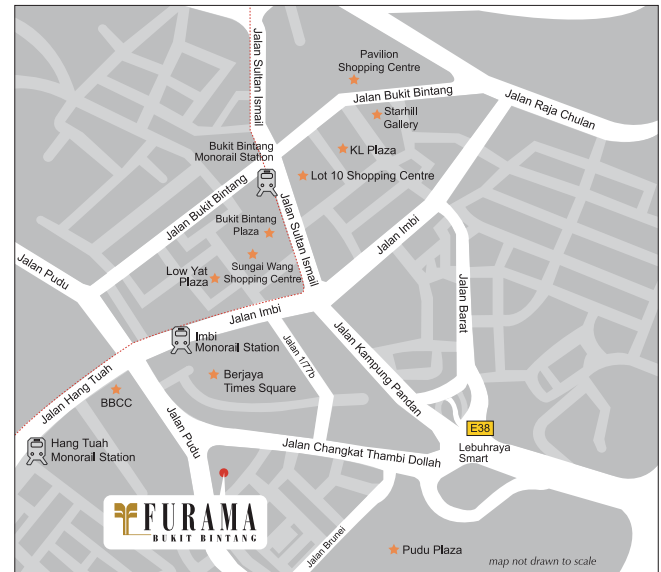 Jalan Sultan Ismail
Pavilion
Shopping Centre
Jalan Bukit Bintang
Jalan Raja Chulan
Starhill
Gallery
KL Plaza
Bukit Bintang
Monorail Station
Lot 10 Shopping Centre
Jalan Bukit Bintang
Jalan Sultan Ismail
Bukit Bintang
Plaza
Jalan Imbi
Sungai Wang
Shopping Centre
Low Yat
Plaza
Jalan Pudu
Jalan Barat
Jalan Imbi
Imbi
Monorail Station
Jalan 1/77b
Jalan Kampung Pandan
Jalan Hang Tuah
Berjaya
Times Square
BBCC
Jalan Pudu
E38
Lebuhraya
Smart
Hang Tuah
Monorail Station
Jalan Changkat Thambi Dollah
FURAMA
BUKIT BINTANG
Jalan Brunei
Pudu Plaza
map not drawn to scale